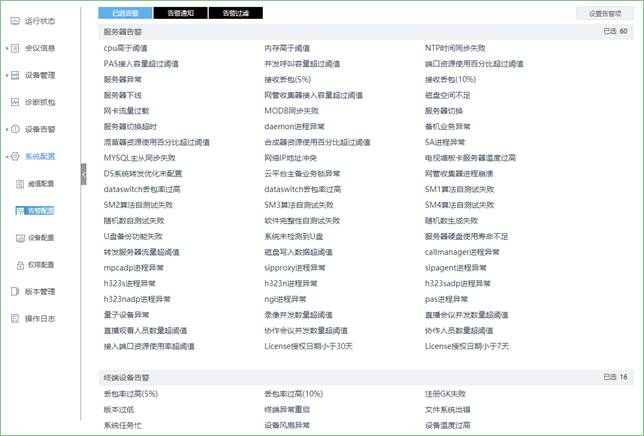 运行状态
会议信息
设备管理
诊断抓包
设备告警
系统配置
阈值配置
告警配置
设备配置
权限配置
版本管理
操作日志
已选告警 告警通知 告警过滤 设置告警项
服务器告警 已选 60
cpu高于阈值 内存高于阈值 NTP时间同步失败
PAS接入容量超过阈值 并发呼叫容量超过阈值 端口资源使用百分比超过阈值
服务器异常 接收丢包(5%) 接收丢包(10%)
服务器下线 网管收集器接入容量超过阈值 磁盘空间不足
网卡流量过载 MODB同步失败 服务器切换
服务器切换超时 daemon进程异常 备机业务异常
混音器资源使用百分比超过阈值 合成器资源使用百分比超过阈值 SA进程异常
MYSQL主从同步失败 网络IP地址冲突 电视墙板卡服务器温度过高
DS系统转发优化未配置 云平台主备业务锁异常 网管收集器进程崩溃
dataswitch丢包率过高 dataswitch丢包率过高 SM1算法自测试失败
SM2算法自测试失败 SM3算法自测试失败 SM4算法自测试失败
随机数自测试失败 软件完整性自测试失败 随机数生成失败
U盘备份功能失败 系统未检测到U盘 服务器硬盘使用寿命不足
转发服务器流量超阈值 磁盘写入数据超阈值 callmanager进程异常
mpcadp进程异常 sipproxy进程异常 sipagent进程异常
h323s进程异常 h323n进程异常 h323sadp进程异常
h323nadp进程异常 ngi进程异常 pas进程异常
量子设备异常 录像并发数量超阈值 直播会议并发数量超阈值
直播观看人员数量超阈值 协作会议并发数量超阈值 协作人员数量超阈值
接入端口资源使用率超阈值 License授权日期小于30天 License授权日期小于7天
终端设备告警 已选 16
丢包率过高(5%) 丢包率过高(10%) 注册GK失败
版本过低 终端异常重启 文件系统出错
系统任务忙 设备风扇异常 设备温度过高